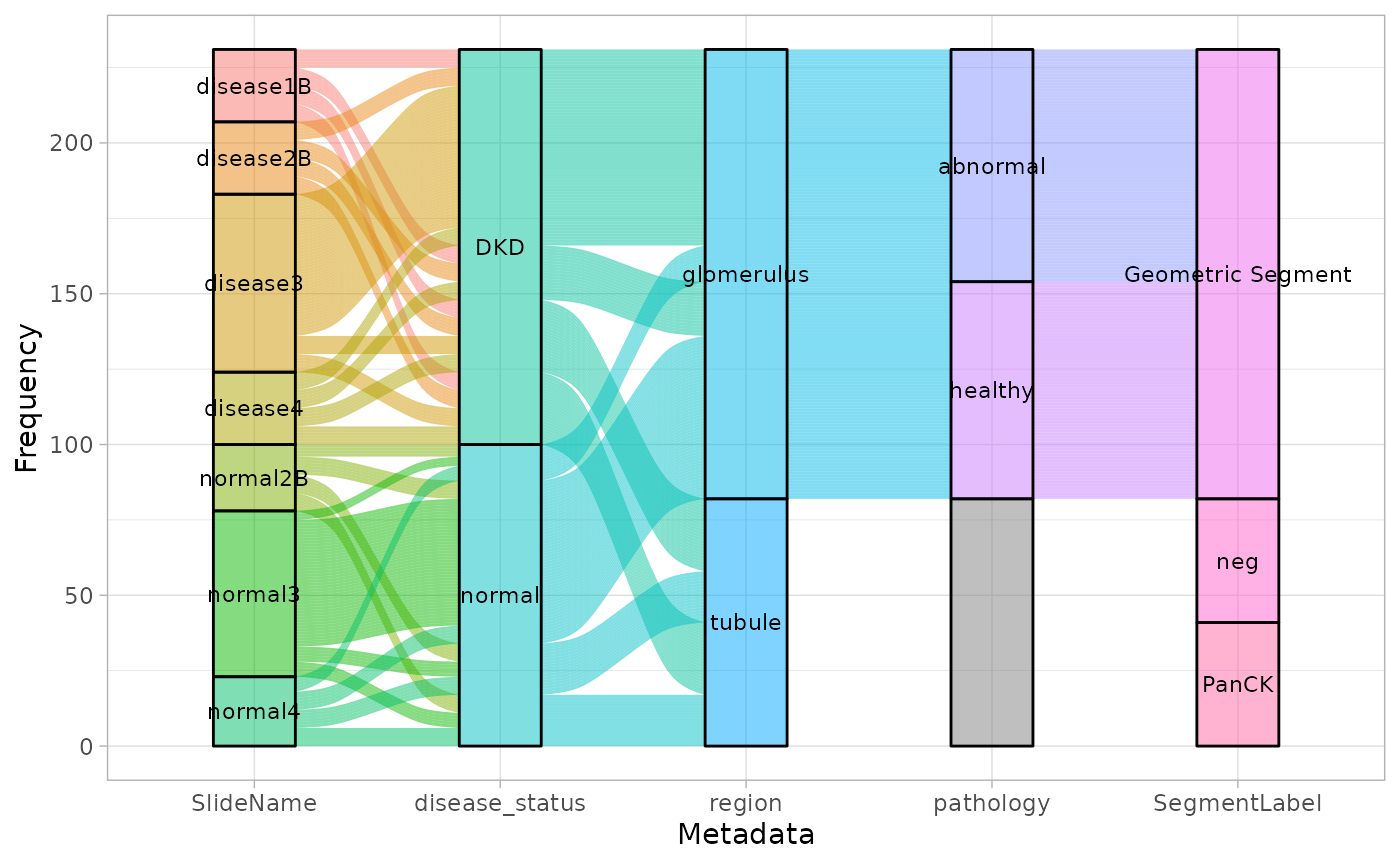 Frequency
200
150
100
50
0
disease1B
disease2B
disease3
disease4
normal2B
normal3
normal4
DKD
normal
glomerulus
tubule
abnormal
healthy
Geometric Segment
neg
PanCK
SlideName
disease_status
region
pathology
SegmentLabel
Metadata